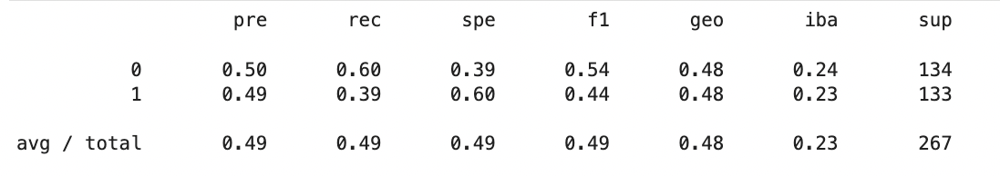 pre rec spe f1 geo iba sup
0 0.50 0.60 0.39 0.54 0.48 0.24 134
1 0.49 0.39 0.60 0.44 0.48 0.23 133
avg / total 0.49 0.49 0.49 0.49 0.48 0.23 267